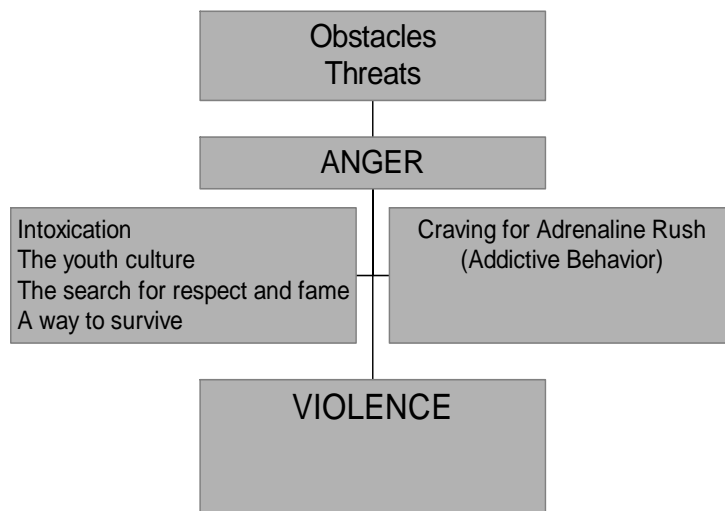 Obstacles
Threats
ANGER
Intoxication
The youth culture
The search for respect and fame
A way to survive
Craving for Adrenaline Rush
(Addictive Behavior)
VIOLENCE